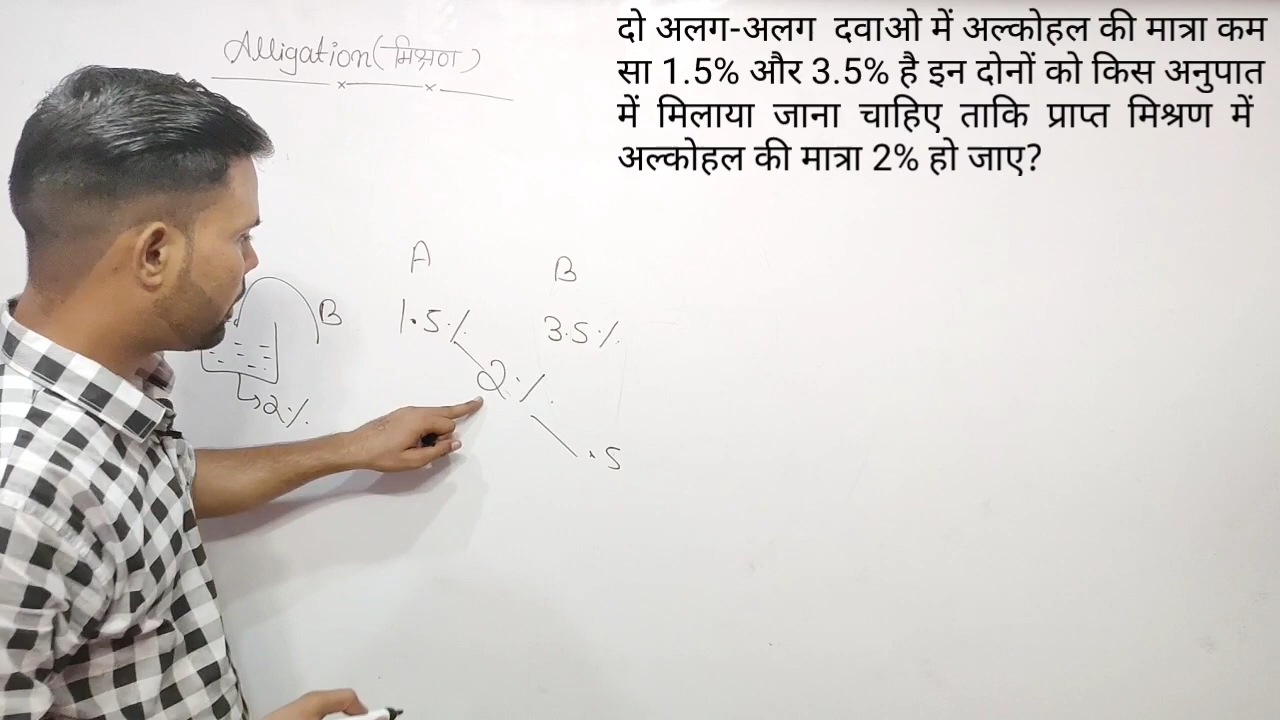 Alligation (मिश्रण)
दो अलग-अलग दवाओ में अल्कोहल की मात्रा कम
सा 1.5% और 3.5% है इन दोनों को किस अनुपात
में मिलाया जाना चाहिए ताकि प्राप्त मिश्रण में
अल्कोहल की मात्रा 2% हो जाए?
A B
B 1.5% 3.5%
2%
2%
.5